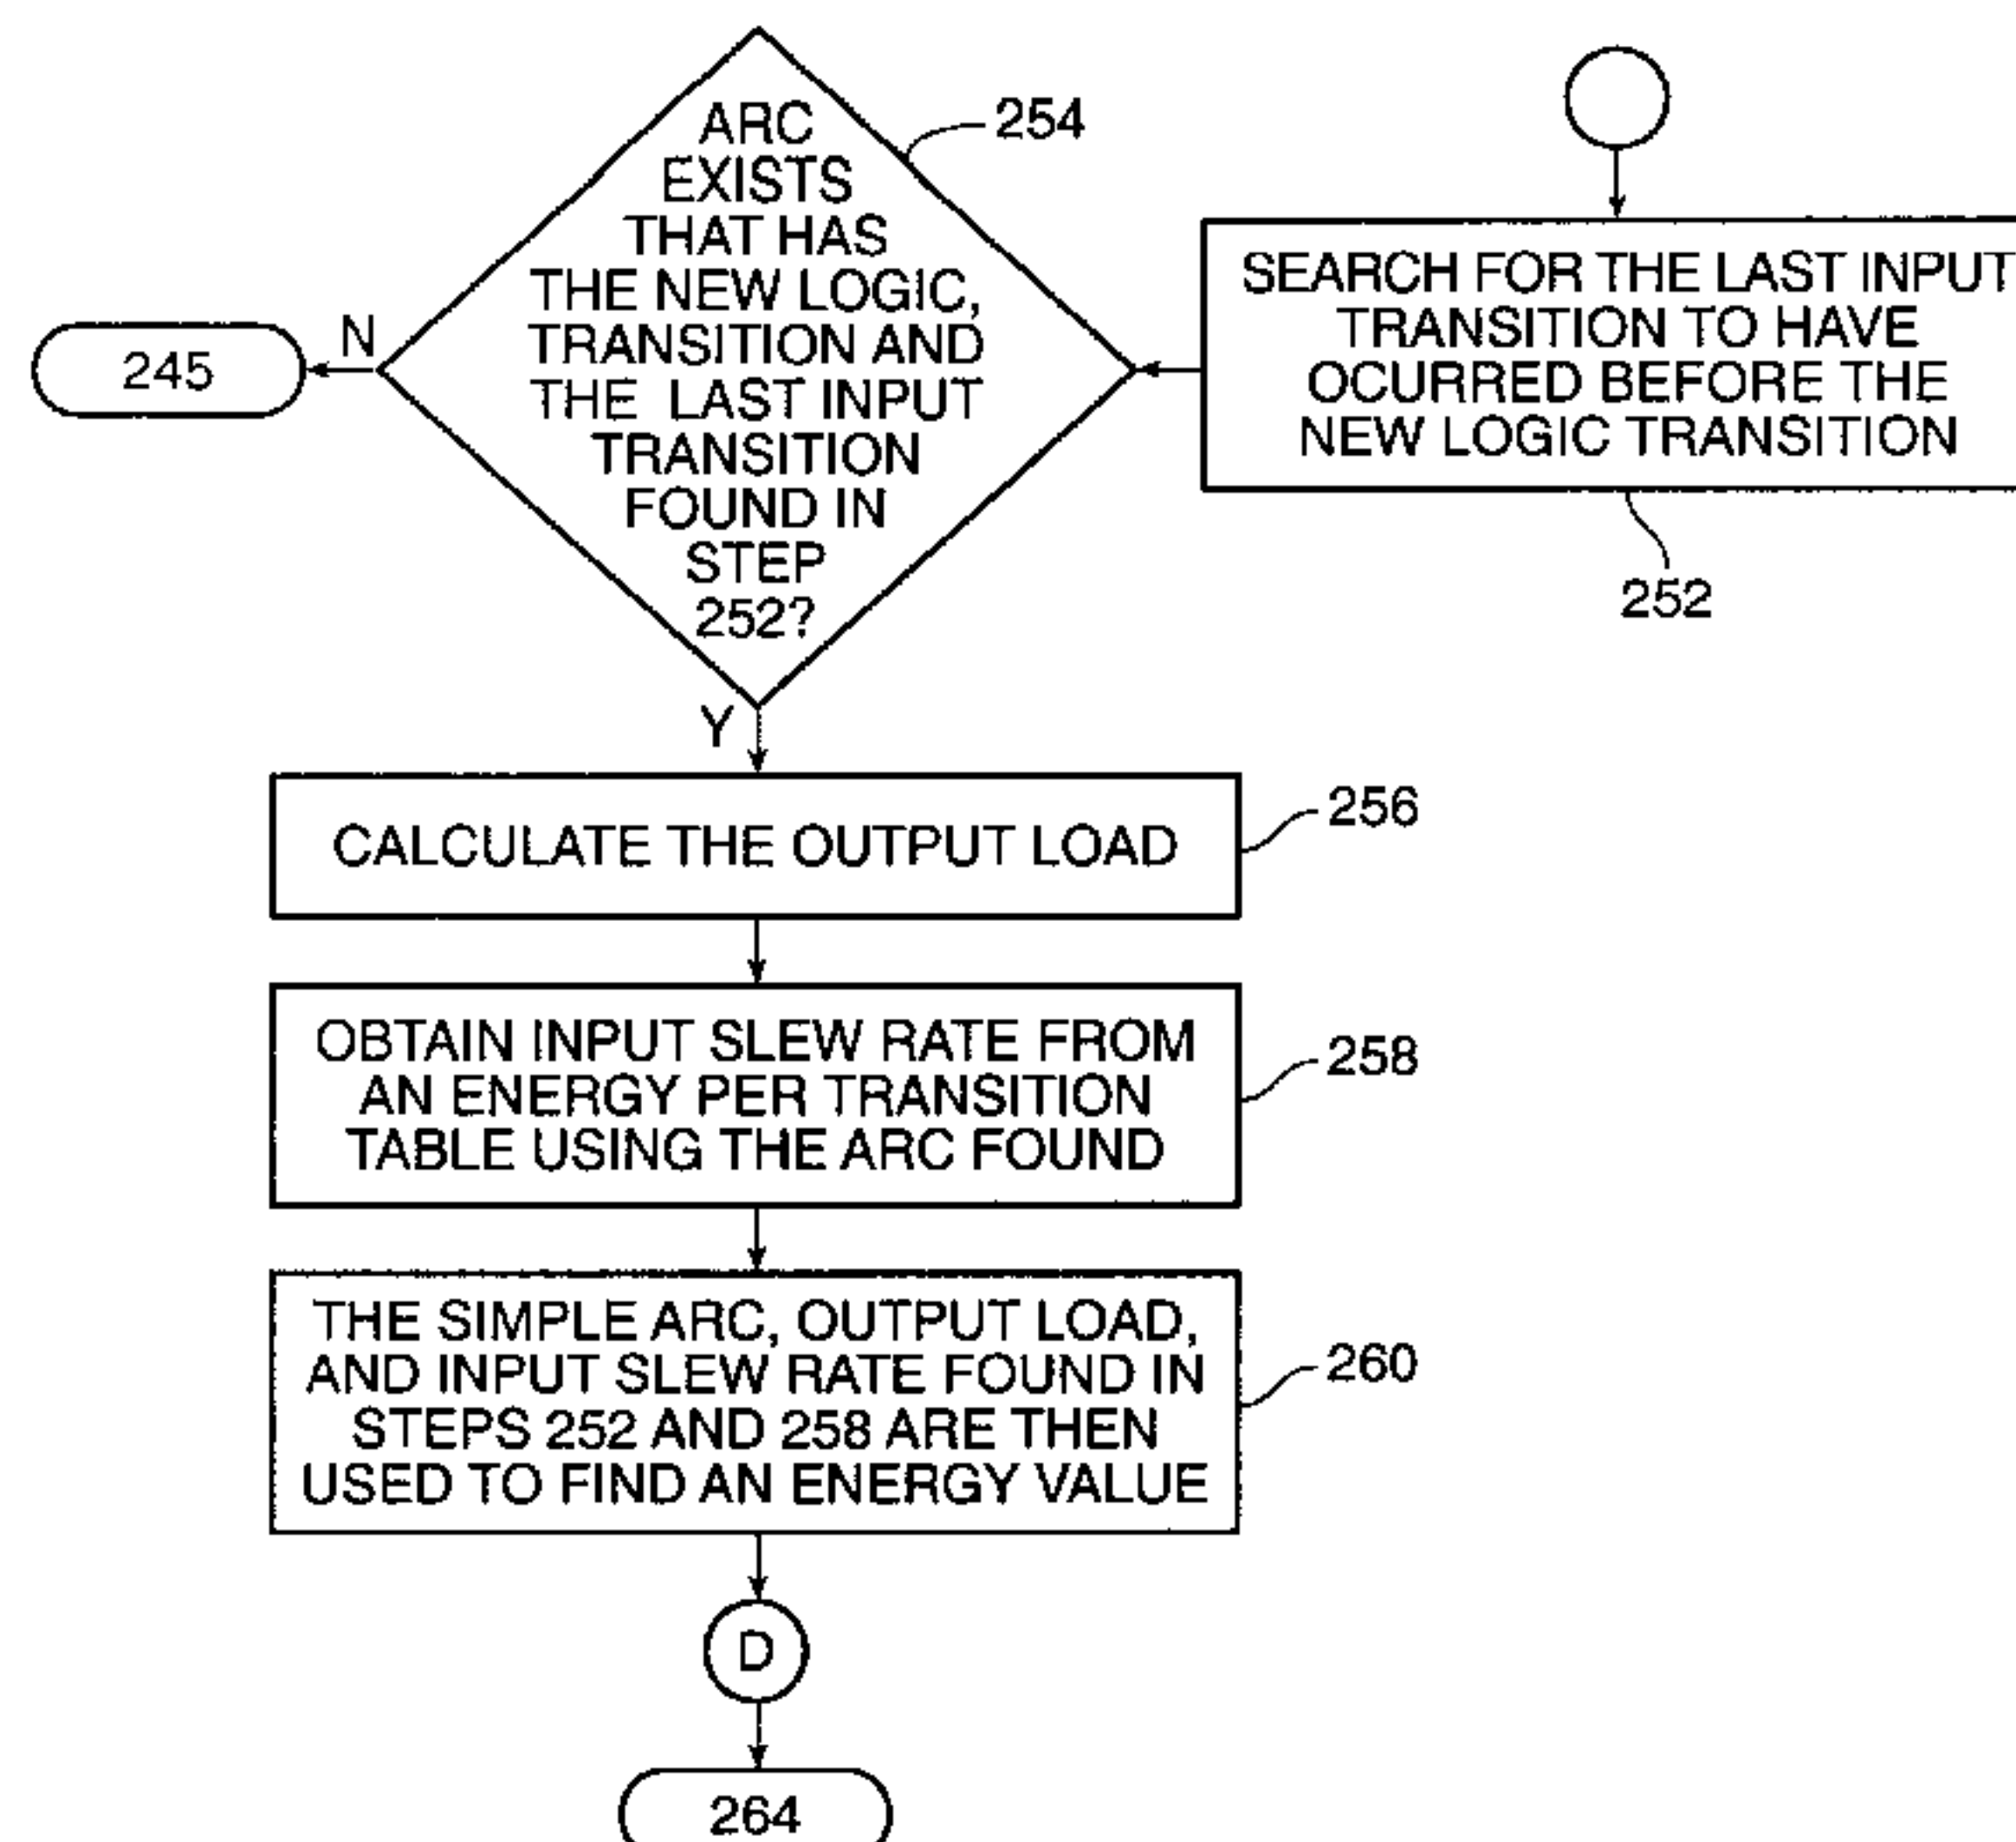 ARC
EXISTS
THAT HAS
THE NEW LOGIC,
TRANSITION AND
THE LAST INPUT
TRANSITION
FOUND IN
STEP
252?
254
SEARCH FOR THE LAST INPUT
TRANSITION TO HAVE
OCURRED BEFORE THE
NEW LOGIC TRANSITION
252
N
245
Y
CALCULATE THE OUTPUT LOAD
256
OBTAIN INPUT SLEW RATE FROM
AN ENERGY PER TRANSITION
TABLE USING THE ARC FOUND
258
THE SIMPLE ARC, OUTPUT LOAD,
AND INPUT SLEW RATE FOUND IN
STEPS 252 AND 258 ARE THEN
USED TO FIND AN ENERGY VALUE
260
D
264